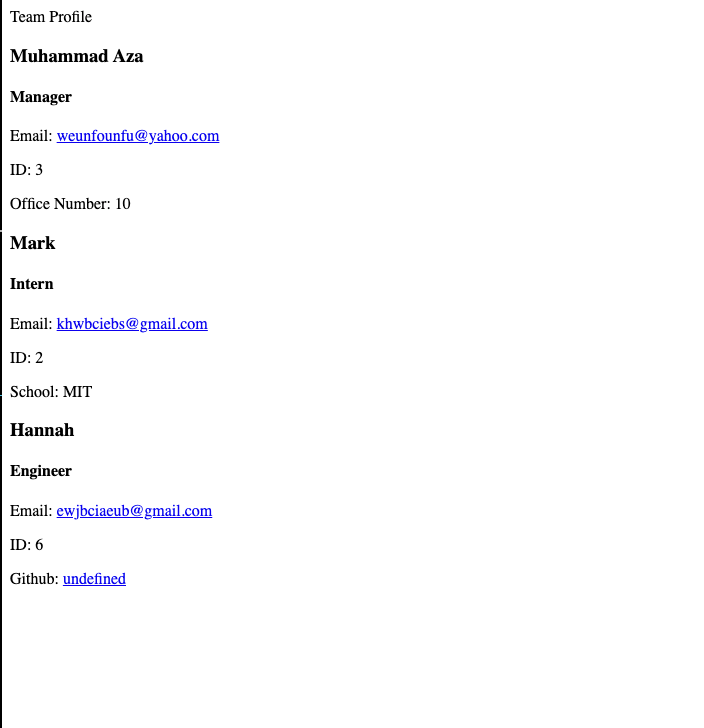 Team Profile
Muhammad Aza
Manager
Email: weunfounfu@yahoo.com
ID: 3
Office Number: 10
Mark
Intern
Email: khwbciebs@gmail.com
ID: 2
School: MIT
Hannah
Engineer
Email: ewjbciaeub@gmail.com
ID: 6
Github: undefined